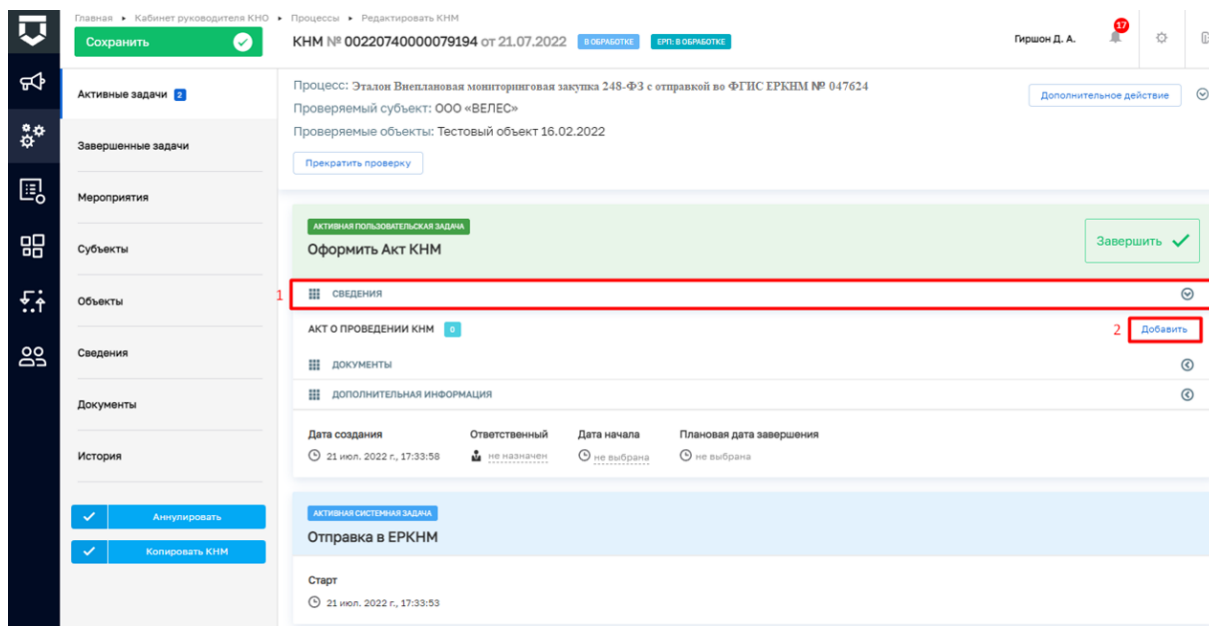 Главная ▸ Кабинет руководителя КНО ▸ Процессы ▸ Редактировать КНМ
Сохранить
КНМ № 00220740000079194 от 21.07.2022 В ОБРАБОТКЕ ЕРП: В ОБРАБОТКЕ
Гиршон Д. А.
17
Активные задачи 2
Завершенные задачи
Мероприятия
Субъекты
Объекты
Сведения
Документы
История
Аннулировать
Копировать КНМ
Процесс: Эталон Внеплановая мониторинговая закупка 248-ФЗ с отправкой во ФГИС ЕРКНМ № 047624
Дополнительное действие
Проверяемый субъект: ООО «ВЕЛЕС»
Проверяемые объекты: Тестовый объект 16.02.2022
Прекратить проверку
АКТИВНАЯ ПОЛЬЗОВАТЕЛЬСКАЯ ЗАДАЧА
Оформить Акт КНМ
Завершить
1 СВЕДЕНИЯ
АКТ О ПРОВЕДЕНИИ КНМ 0
2 Добавить
ДОКУМЕНТЫ
ДОПОЛНИТЕЛЬНАЯ ИНФОРМАЦИЯ
Дата создания Ответственный Дата начала Плановая дата завершения
21 июл. 2022 г., 17:33:58 не назначен не выбрана не выбрана
АКТИВНАЯ СИСТЕМНАЯ ЗАДАЧА
Отправка в ЕРКНМ
Старт
21 июл. 2022 г., 17:33:53